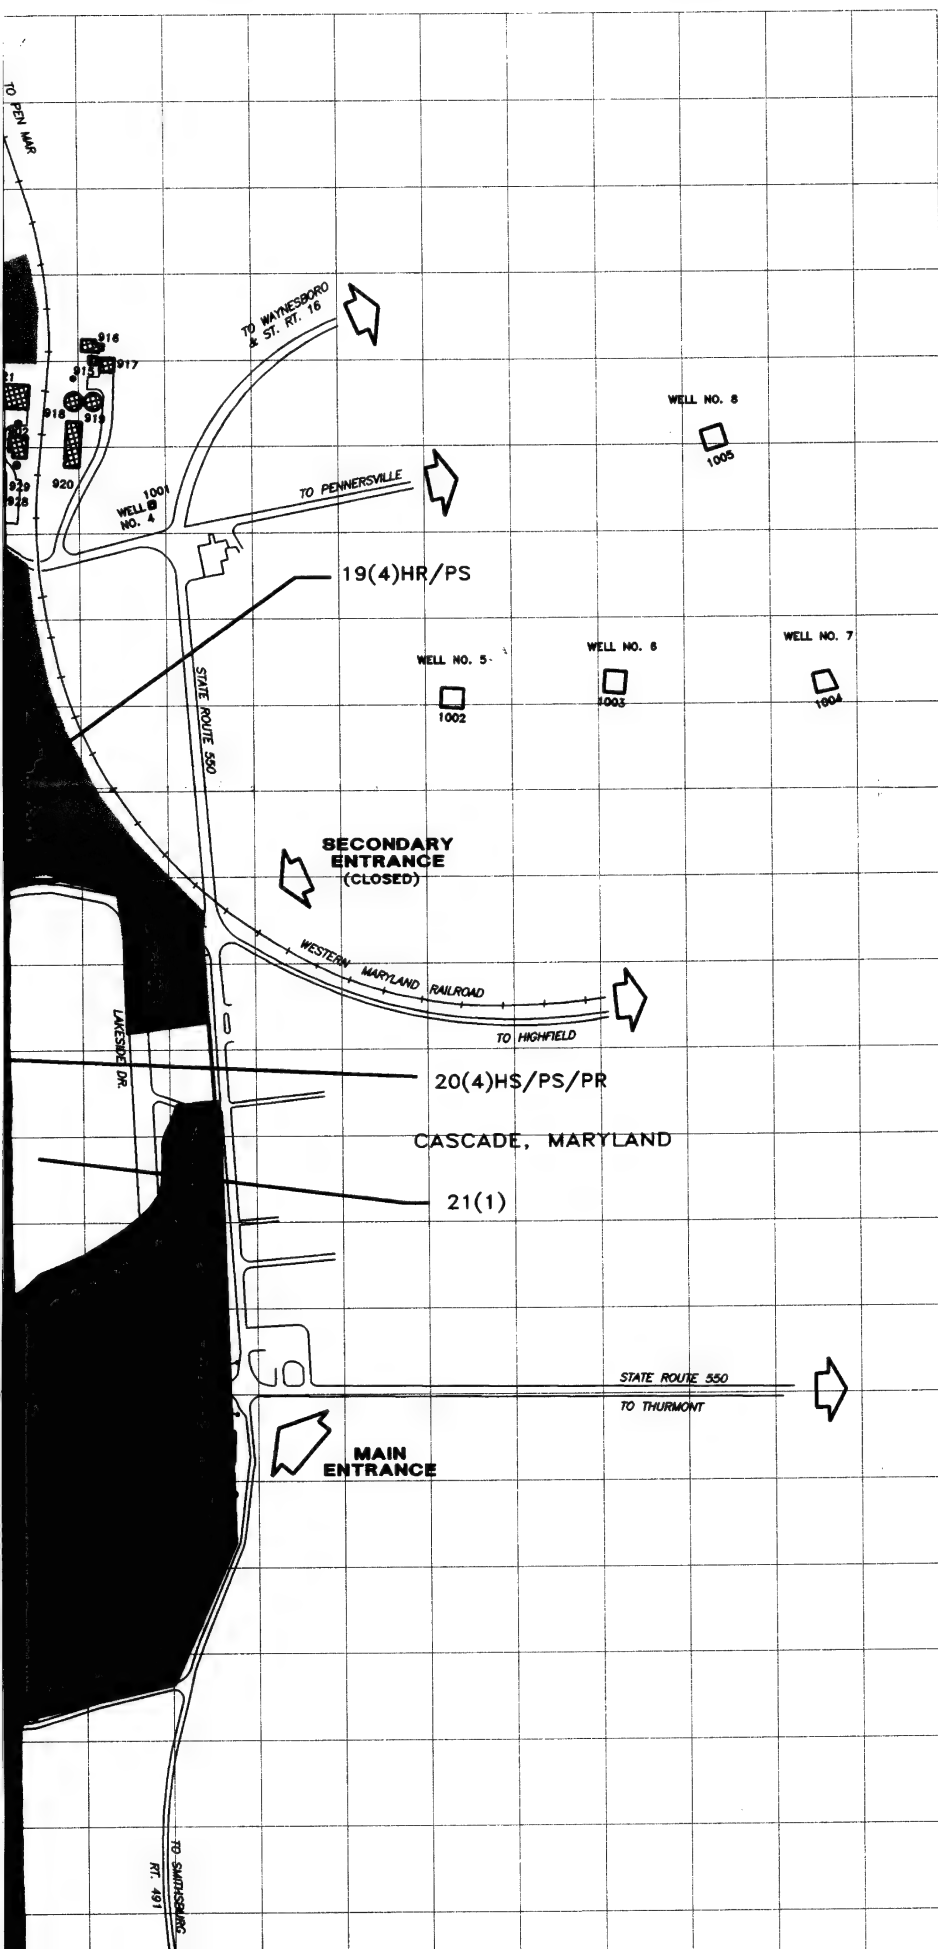 TO PEN MAR
TO WAYNESBORO
& ST. RT. 16
916
917
915
21
918
919
929
928
920
1001
WELL
NO. 4
TO PENNERSVILLE
WELL NO. 8
1005
19(4)HR/PS
WELL NO. 5
1002
WELL NO. 6
1003
WELL NO. 7
1004
STATE ROUTE 550
SECONDARY
ENTRANCE
(CLOSED)
WESTERN MARYLAND RAILROAD
TO HIGHFIELD
LAKESIDE DR.
20(4)HS/PS/PR
CASCADE, MARYLAND
21(1)
STATE ROUTE 550
TO THURMONT
MAIN
ENTRANCE
TO SMITHSBURG
RT. 491